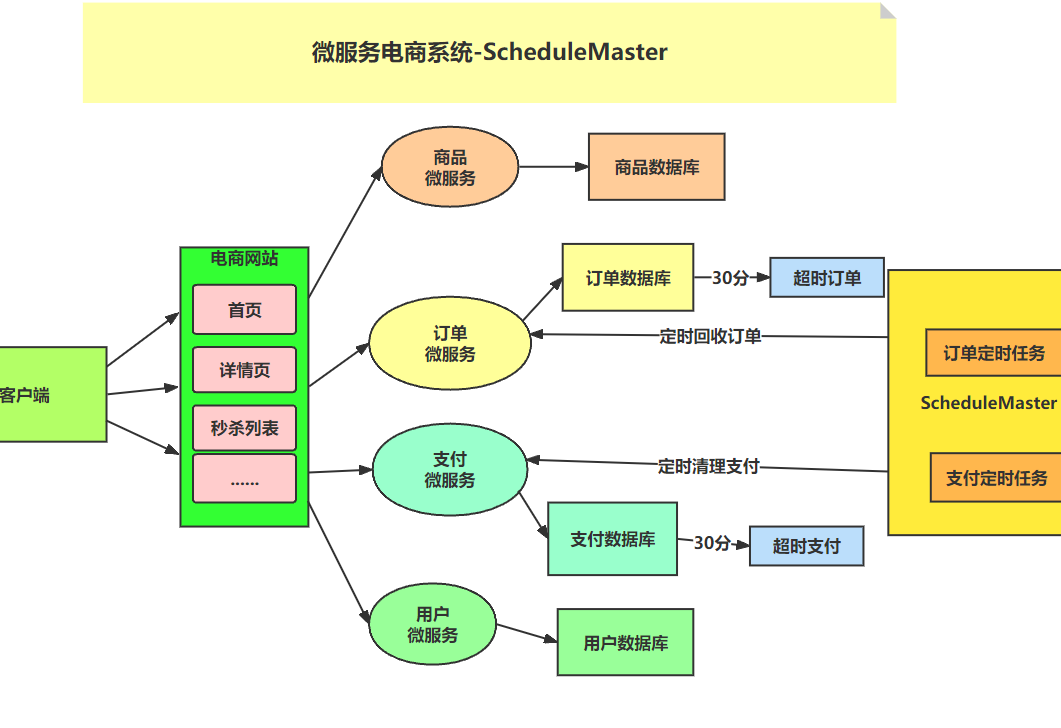 微服务电商系统-ScheduleMaster
商品
微服务
商品数据库
电商网站
首页
详情页
秒杀列表
......
客户端
订单数据库
30分
超时订单
订单
微服务
定时回收订单
订单定时任务
ScheduleMaster
支付定时任务
支付
微服务
定时清理支付
支付数据库
30分
超时支付
用户
微服务
用户数据库